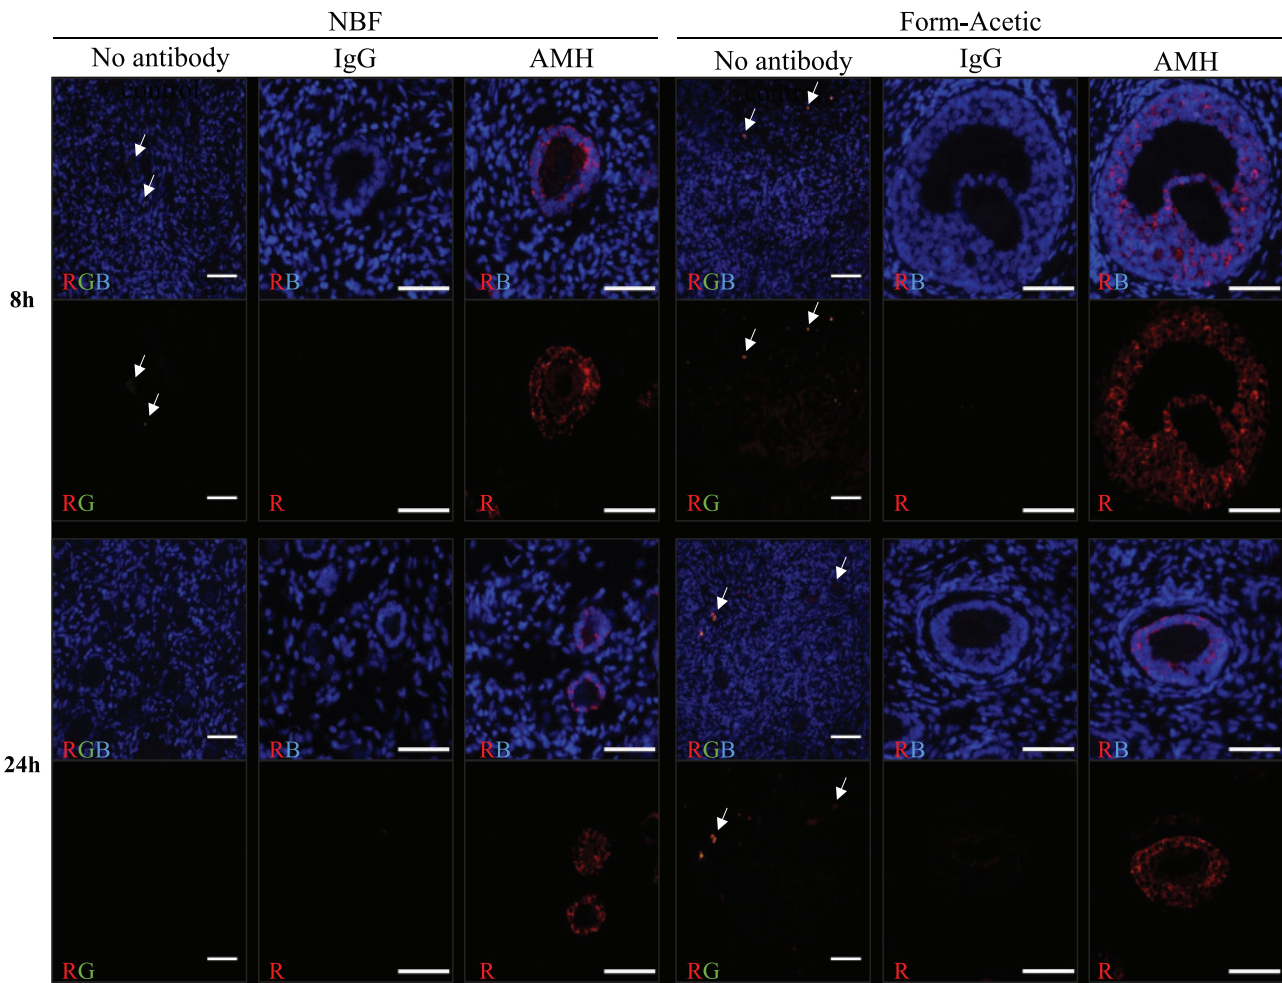 NBF Form-Acetic
No antibody IgG AMH No antibody IgG AMH
control
8h
RGB RB RB RGB RB RB
RG R R RG R R
24h
RGB RB RB RGB RB RB
RG R R RG R R